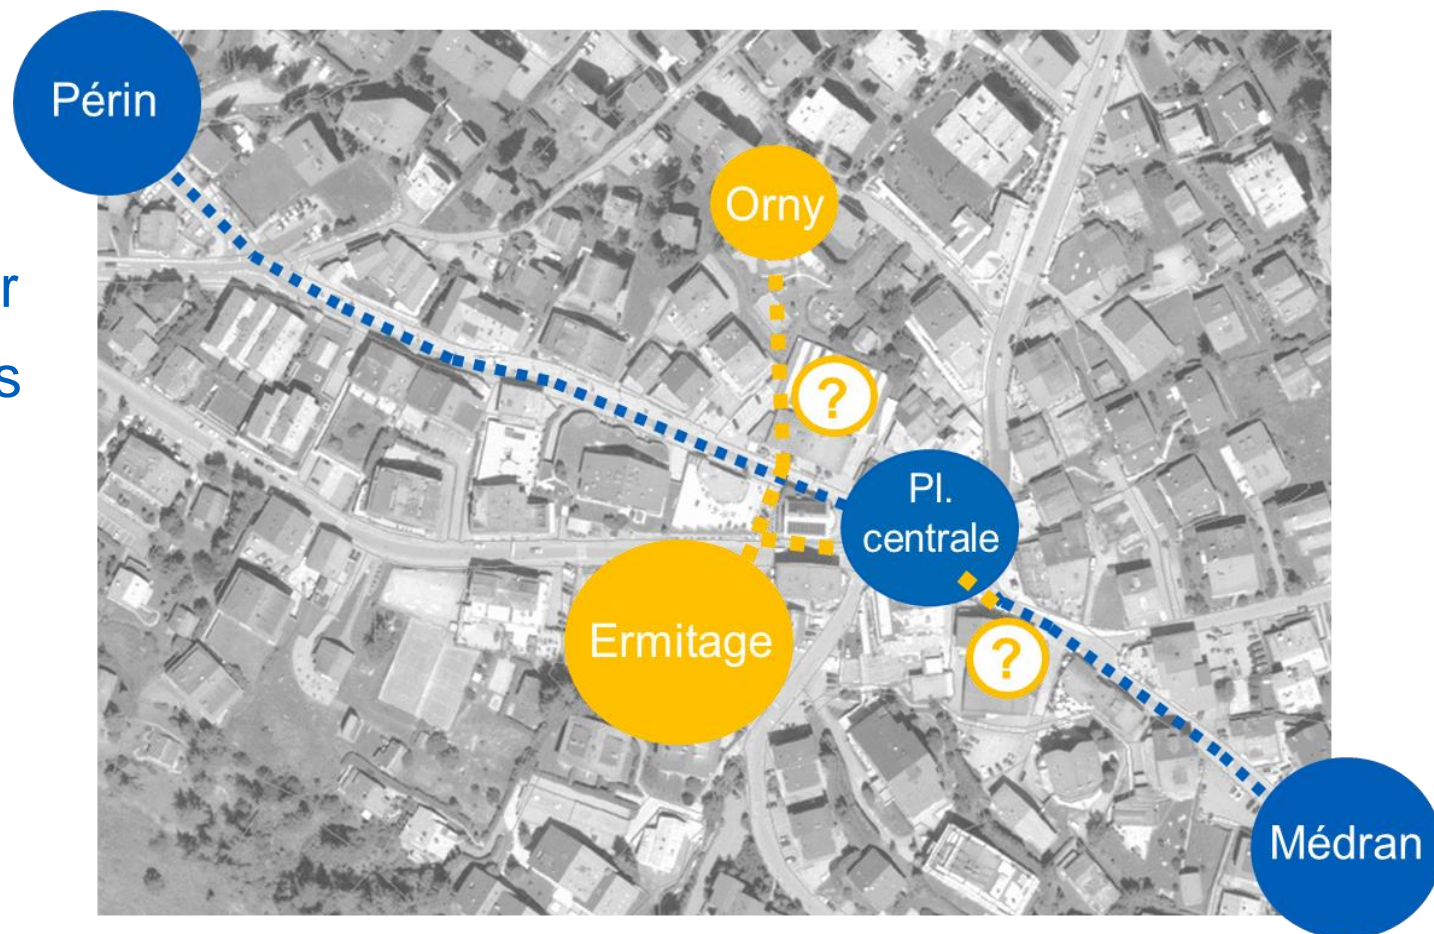 Périn
Orny
r
s
?
Pl.
centrale
Ermitage
?
Médran